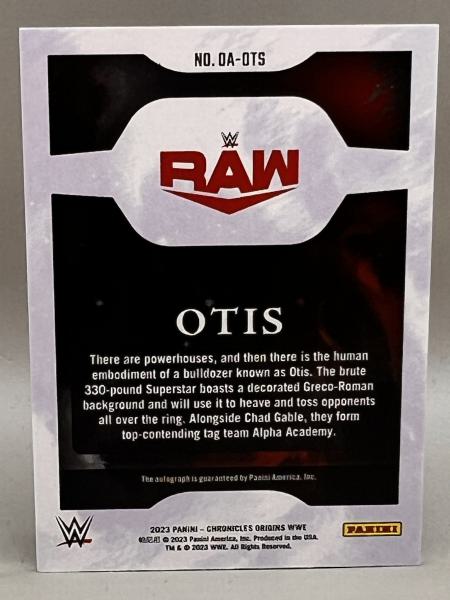 NO. OA-OTS
W
RAW
OTIS
There are powerhouses, and then there is the human
embodiment of a bulldozer known as Otis. The brute
330-pound Superstar boasts a decorated Greco-Roman
background and will use it to heave and toss opponents
all over the ring. Alongside Chad Gable, they form
top-contending tag team Alpha Academy.
The autograph is guaranteed by Panini America, Inc.
2023 PANINI – CHRONICLES ORIGINS WWE
© 2023 Panini America, Inc. Produced in the USA.
TM & © 2023 WWE. All Rights Reserved.
W
PANINI